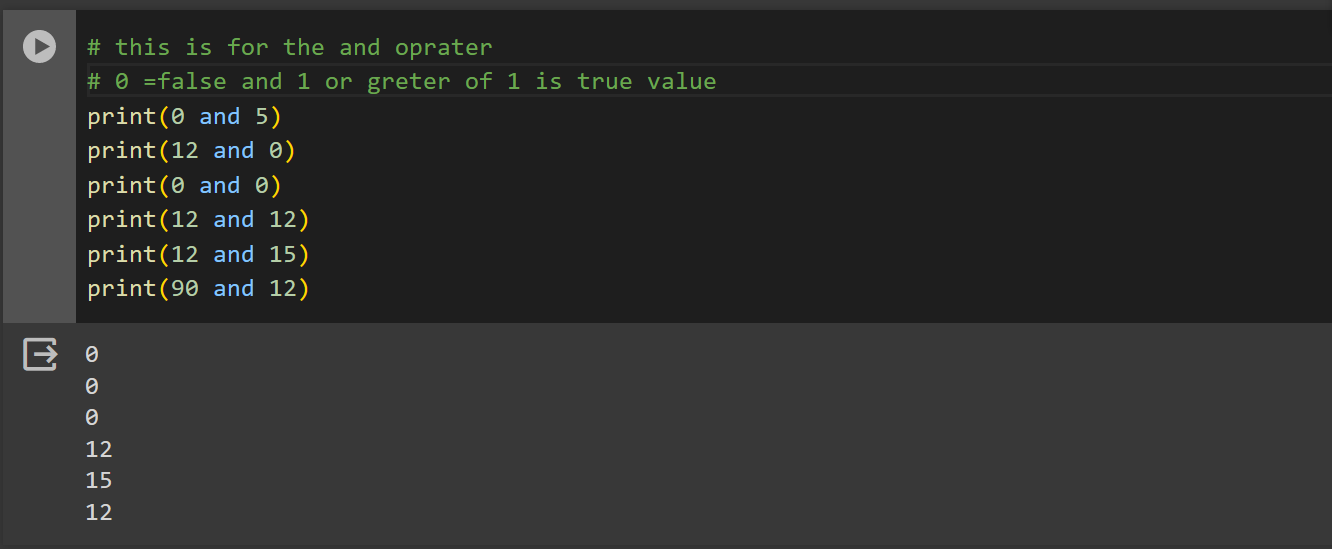 # this is for the and oprater
# 0 =false and 1 or greter of 1 is true value
print(0 and 5)
print(12 and 0)
print(0 and 0)
print(12 and 12)
print(12 and 15)
print(90 and 12)
0
0
0
12
15
12